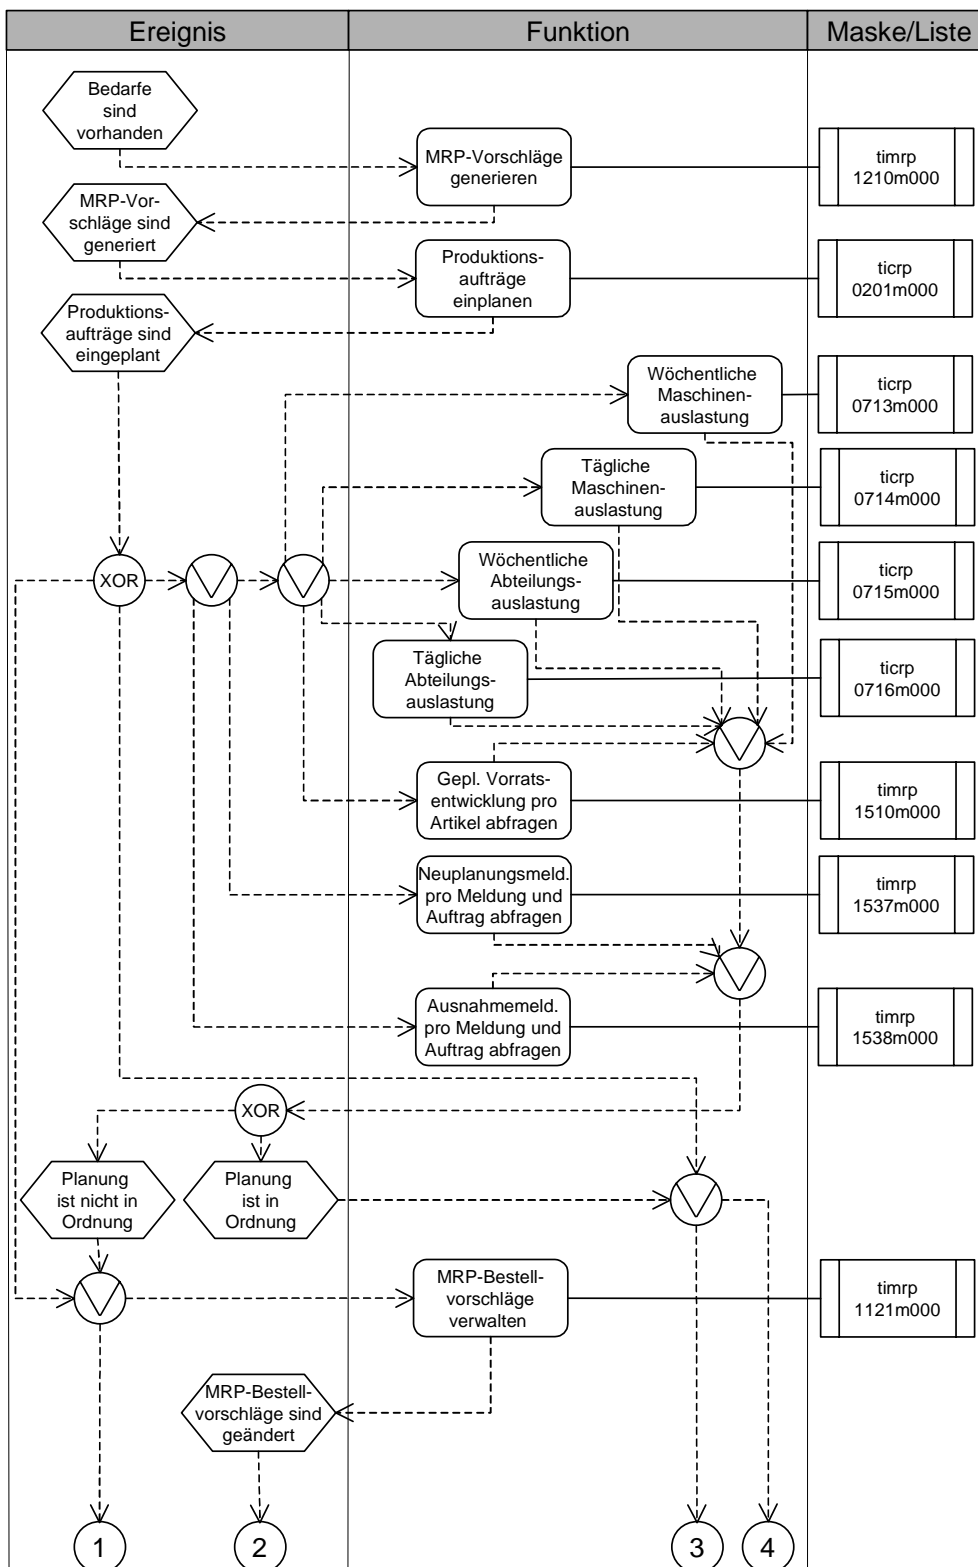 Ereignis
Funktion
Maske/Liste
Bedarfe
sind
vorhanden
MRP-Vorschläge
generieren
timrp
1210m000
MRP-Vor-
schläge sind
generiert
Produktions-
aufträge
einplanen
ticrp
0201m000
Produktions-
aufträge sind
eingeplant
Wöchentliche
Maschinen-
auslastung
ticrp
0713m000
Tägliche
Maschinen-
auslastung
ticrp
0714m000
XOR
Wöchentliche
Abteilungs-
auslastung
ticrp
0715m000
Tägliche
Abteilungs-
auslastung
ticrp
0716m000
Gepl. Vorrats-
entwicklung pro
Artikel abfragen
timrp
1510m000
Neuplanungsmeld.
pro Meldung und
Auftrag abfragen
timrp
1537m000
Ausnahmemeld.
pro Meldung und
Auftrag abfragen
timrp
1538m000
XOR
Planung
ist nicht in
Ordnung
Planung
ist in
Ordnung
MRP-Bestell-
vorschläge
verwalten
timrp
1121m000
MRP-Bestell-
vorschläge sind
geändert
1
2
3
4